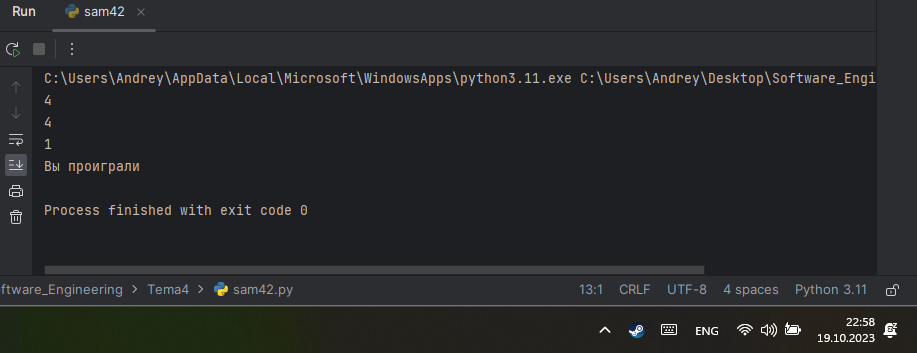 Run sam42
C:\Users\Andrey\AppData\Local\Microsoft\WindowsApps\python3.11.exe C:\Users\Andrey\Desktop\Software_Engi
4
4
1
Вы проиграли
Process finished with exit code 0
ftware_Engineering > Tema4 > sam42.py 13:1 CRLF UTF-8 4 spaces Python 3.11
ENG 22:58
19.10.2023